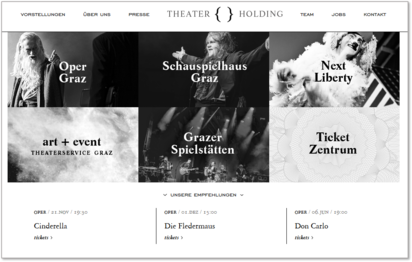 VORSTELLUNGEN ÜBER UNS PRESSE THEATER { } HOLDING TEAM JOBS KONTAKT
Oper
Graz
Schauspielhaus
Graz
Next
Liberty
art + event
THEATERSERVICE GRAZ
Grazer
Spielstätten
Ticket
Zentrum
UNSERE EMPFEHLUNGEN
OPER / 21. NOV / 19:30
Cinderella
tickets ›
OPER / 01. DEZ / 15:00
Die Fledermaus
tickets ›
OPER / 06. JUN / 19:00
Don Carlo
tickets ›